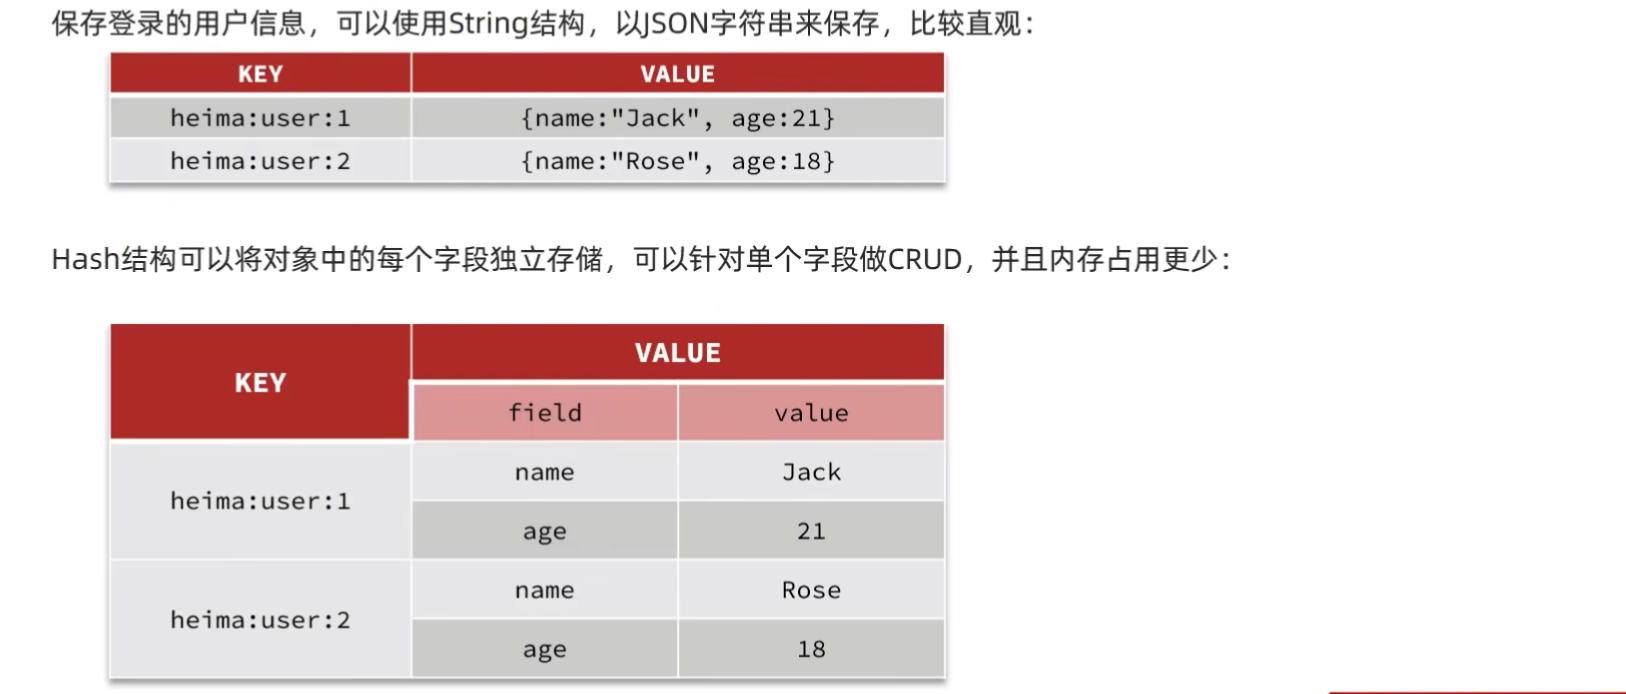 保存登录的用户信息，可以使用String结构，以JSON字符串来保存，比较直观：
KEY VALUE
heima:user:1 {name:"Jack", age:21}
heima:user:2 {name:"Rose", age:18}
Hash结构可以将对象中的每个字段独立存储，可以针对单个字段做CRUD，并且内存占用更少：
KEY VALUE
field value
heima:user:1 name Jack
age 21
heima:user:2 name Rose
age 18